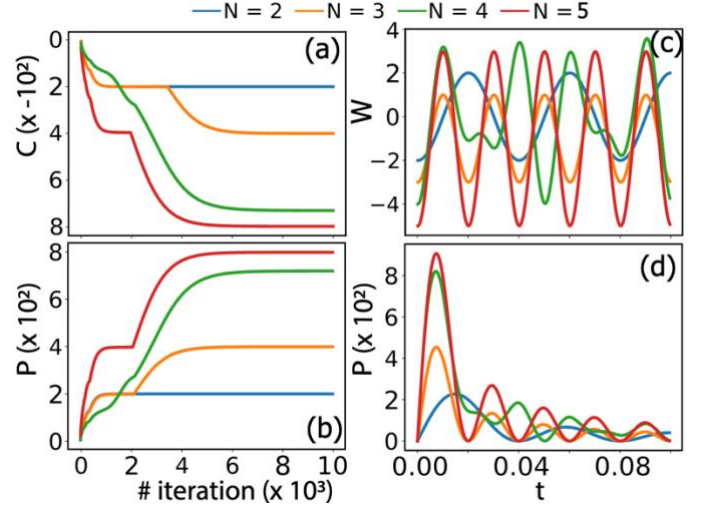 N = 2 N = 3 N = 4 N = 5
(a)
C (x -10²)
0
2
4
6
8
(b)
P (x 10²)
8
6
4
2
0
0 2 4 6 8 10
# iteration (x 10³)
(c)
W
4
2
0
−2
−4
(d)
P (x 10²)
8
6
4
2
0
0.00 0.04 0.08
t